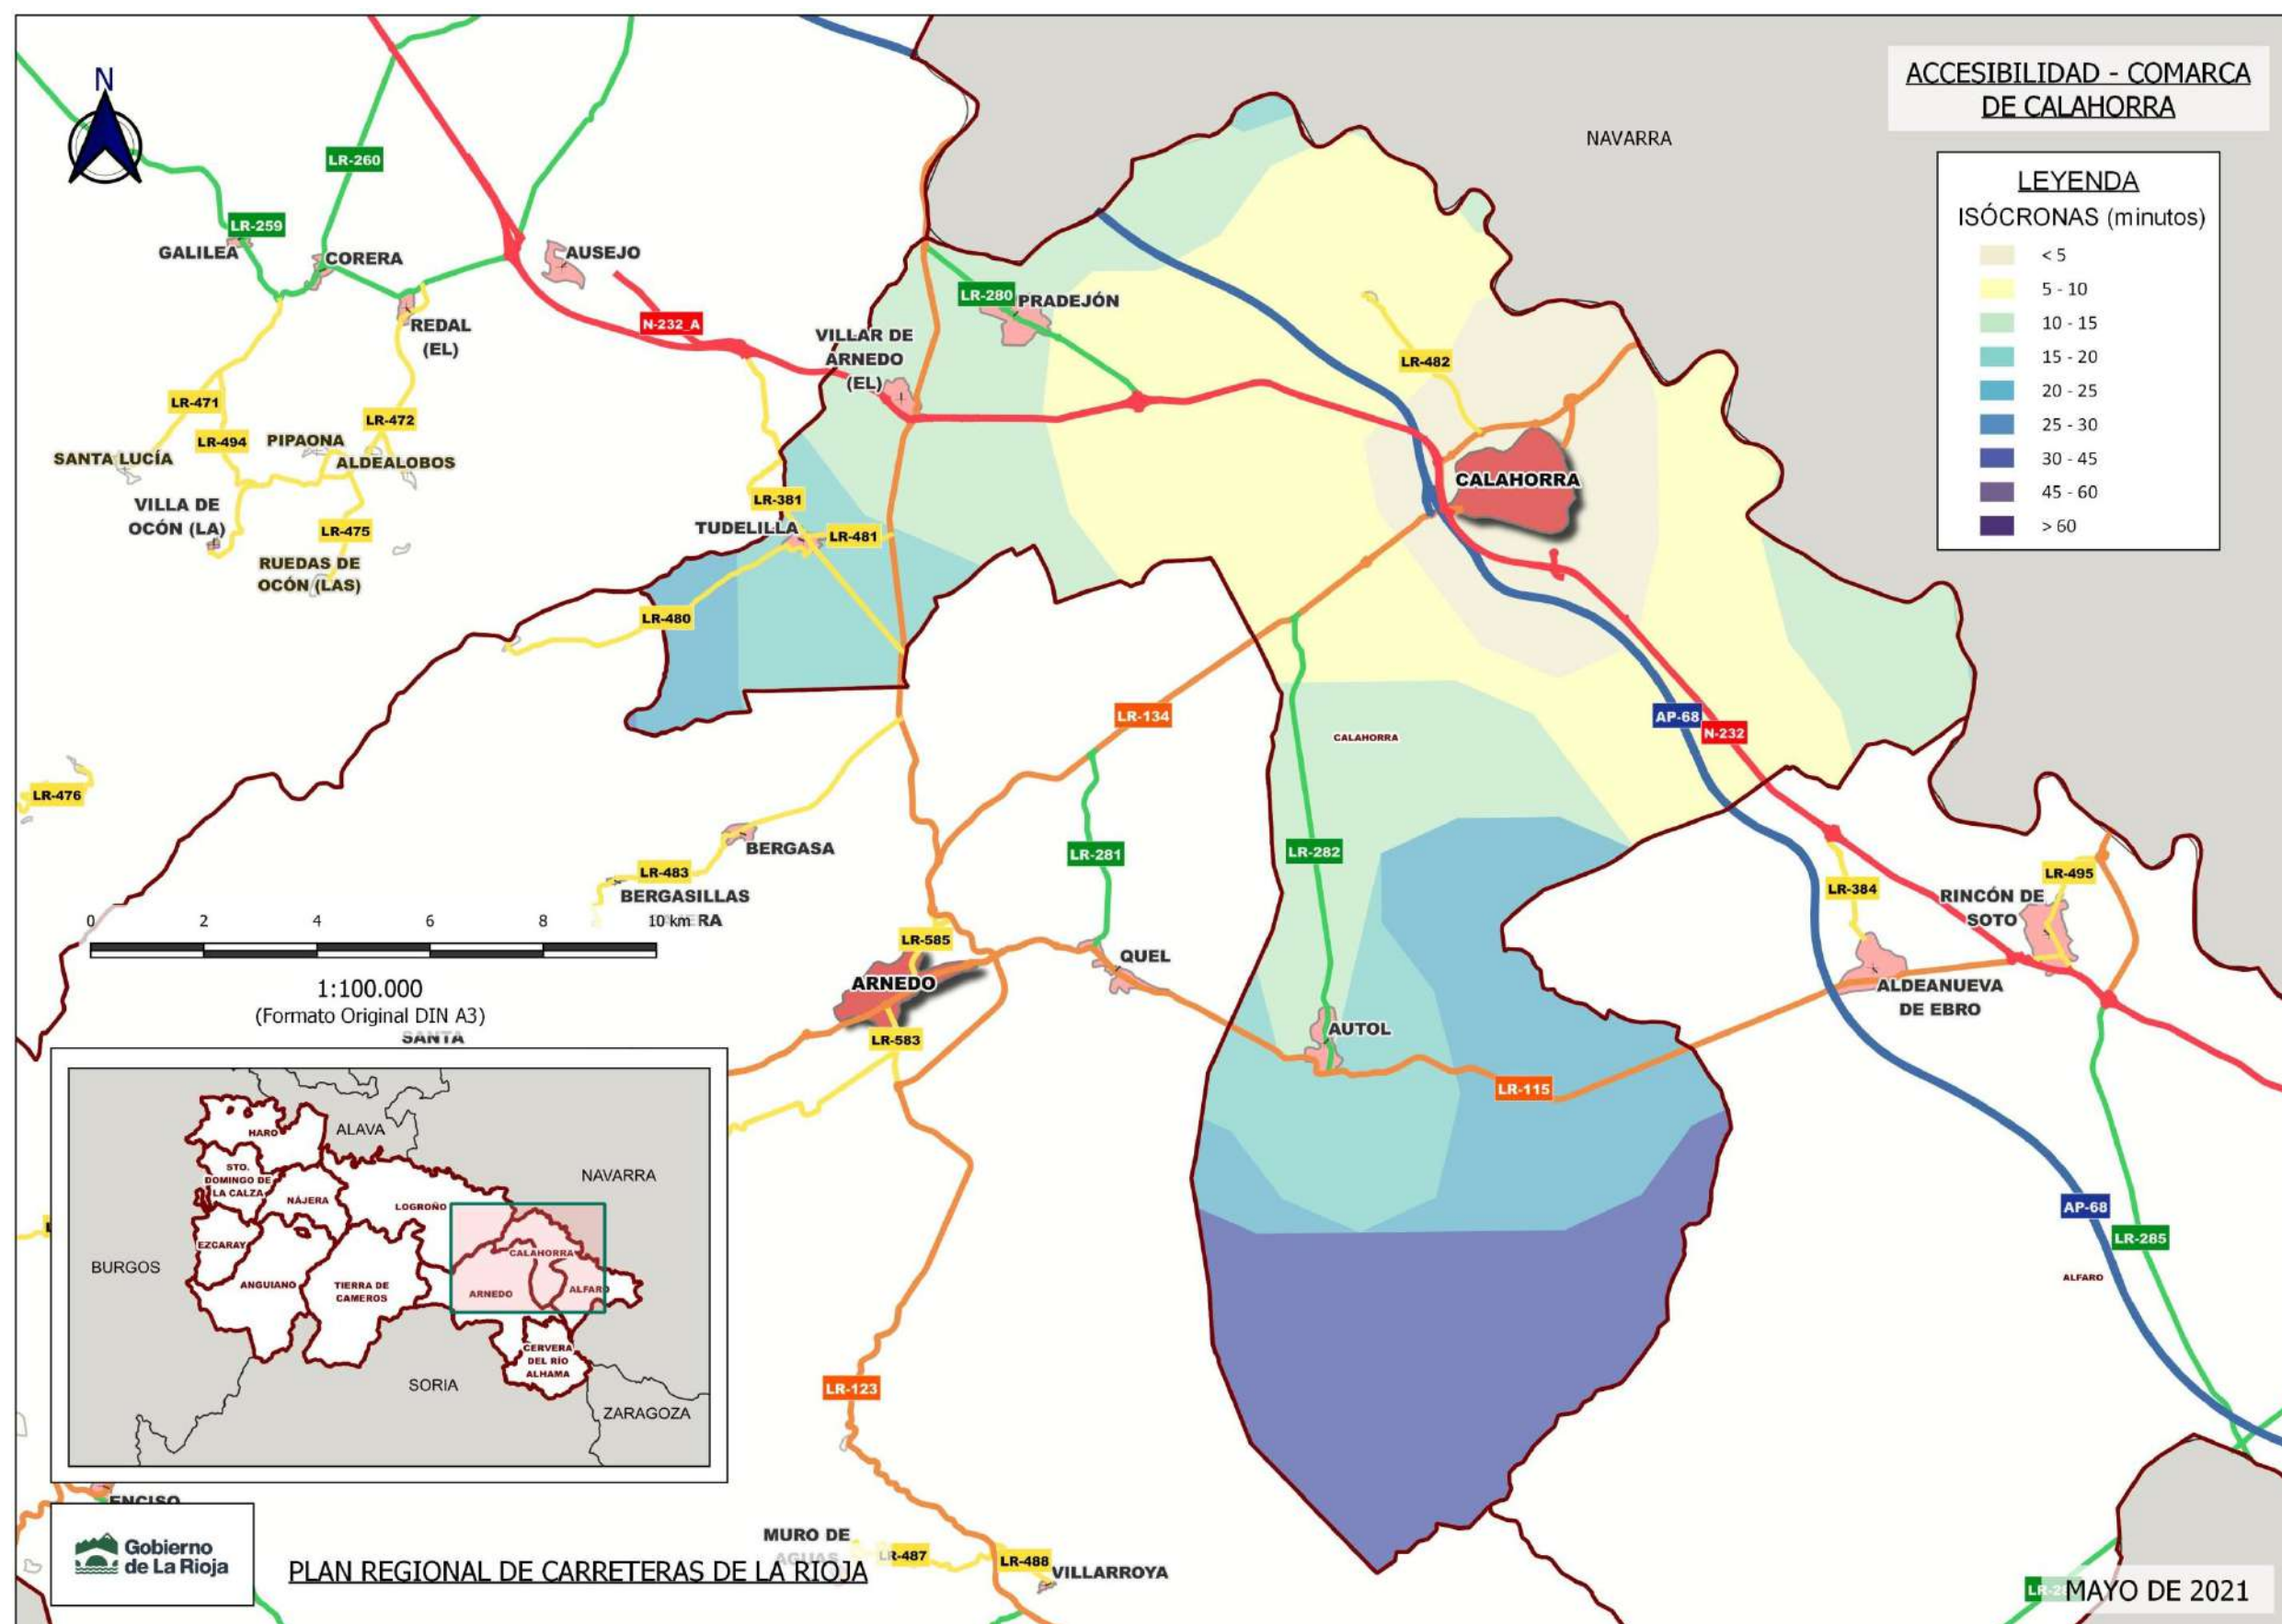 ACCESIBILIDAD - COMARCA
DE CALAHORRA
LEYENDA
ISÓCRONAS (minutos)
< 5
5 - 10
10 - 15
15 - 20
20 - 25
25 - 30
30 - 45
45 - 60
> 60
N
NAVARRA
LR-260
LR-259
GALILEA
CORERA
AUSEJO
REDAL
(EL)
N-232_A
LR-280
PRADEJÓN
VILLAR DE
ARNEDO
(EL)
LR-482
LR-471
LR-472
LR-494
PIPAONA
SANTA LUCÍA
ALDEALOBOS
CALAHORRA
VILLA DE
OCÓN (LA)
LR-381
TUDELILLA
LR-481
LR-475
RUEDAS DE
OCÓN (LAS)
LR-480
LR-134
CALAHORRA
AP-68
N-232
LR-476
BERGASA
LR-281
LR-282
LR-483
BERGASILLAS
RA
LR-384
LR-495
RINCÓN DE
SOTO
0 2 4 6 8 10 km
LR-585
QUEL
ARNEDO
ALDEANUEVA
DE EBRO
1:100.000
(Formato Original DIN A3)
SANTA
LR-583
AUTOL
LR-115
HARO
ALAVA
STO.
DOMINGO DE
LA CALZA
NÁJERA
NAVARRA
LOGROÑO
EZCARAY
CALAHORRA
BURGOS
ANGUIANO
TIERRA DE
CAMEROS
ARNEDO
ALFARO
CERVERA
DEL RÍO
ALHAMA
SORIA
ZARAGOZA
AP-68
LR-285
ALFARO
LR-123
ENCISO
Gobierno
de La Rioja
PLAN REGIONAL DE CARRETERAS DE LA RIOJA
MURO DE
AGUAS
LR-487
LR-488
VILLARROYA
MAYO DE 2021